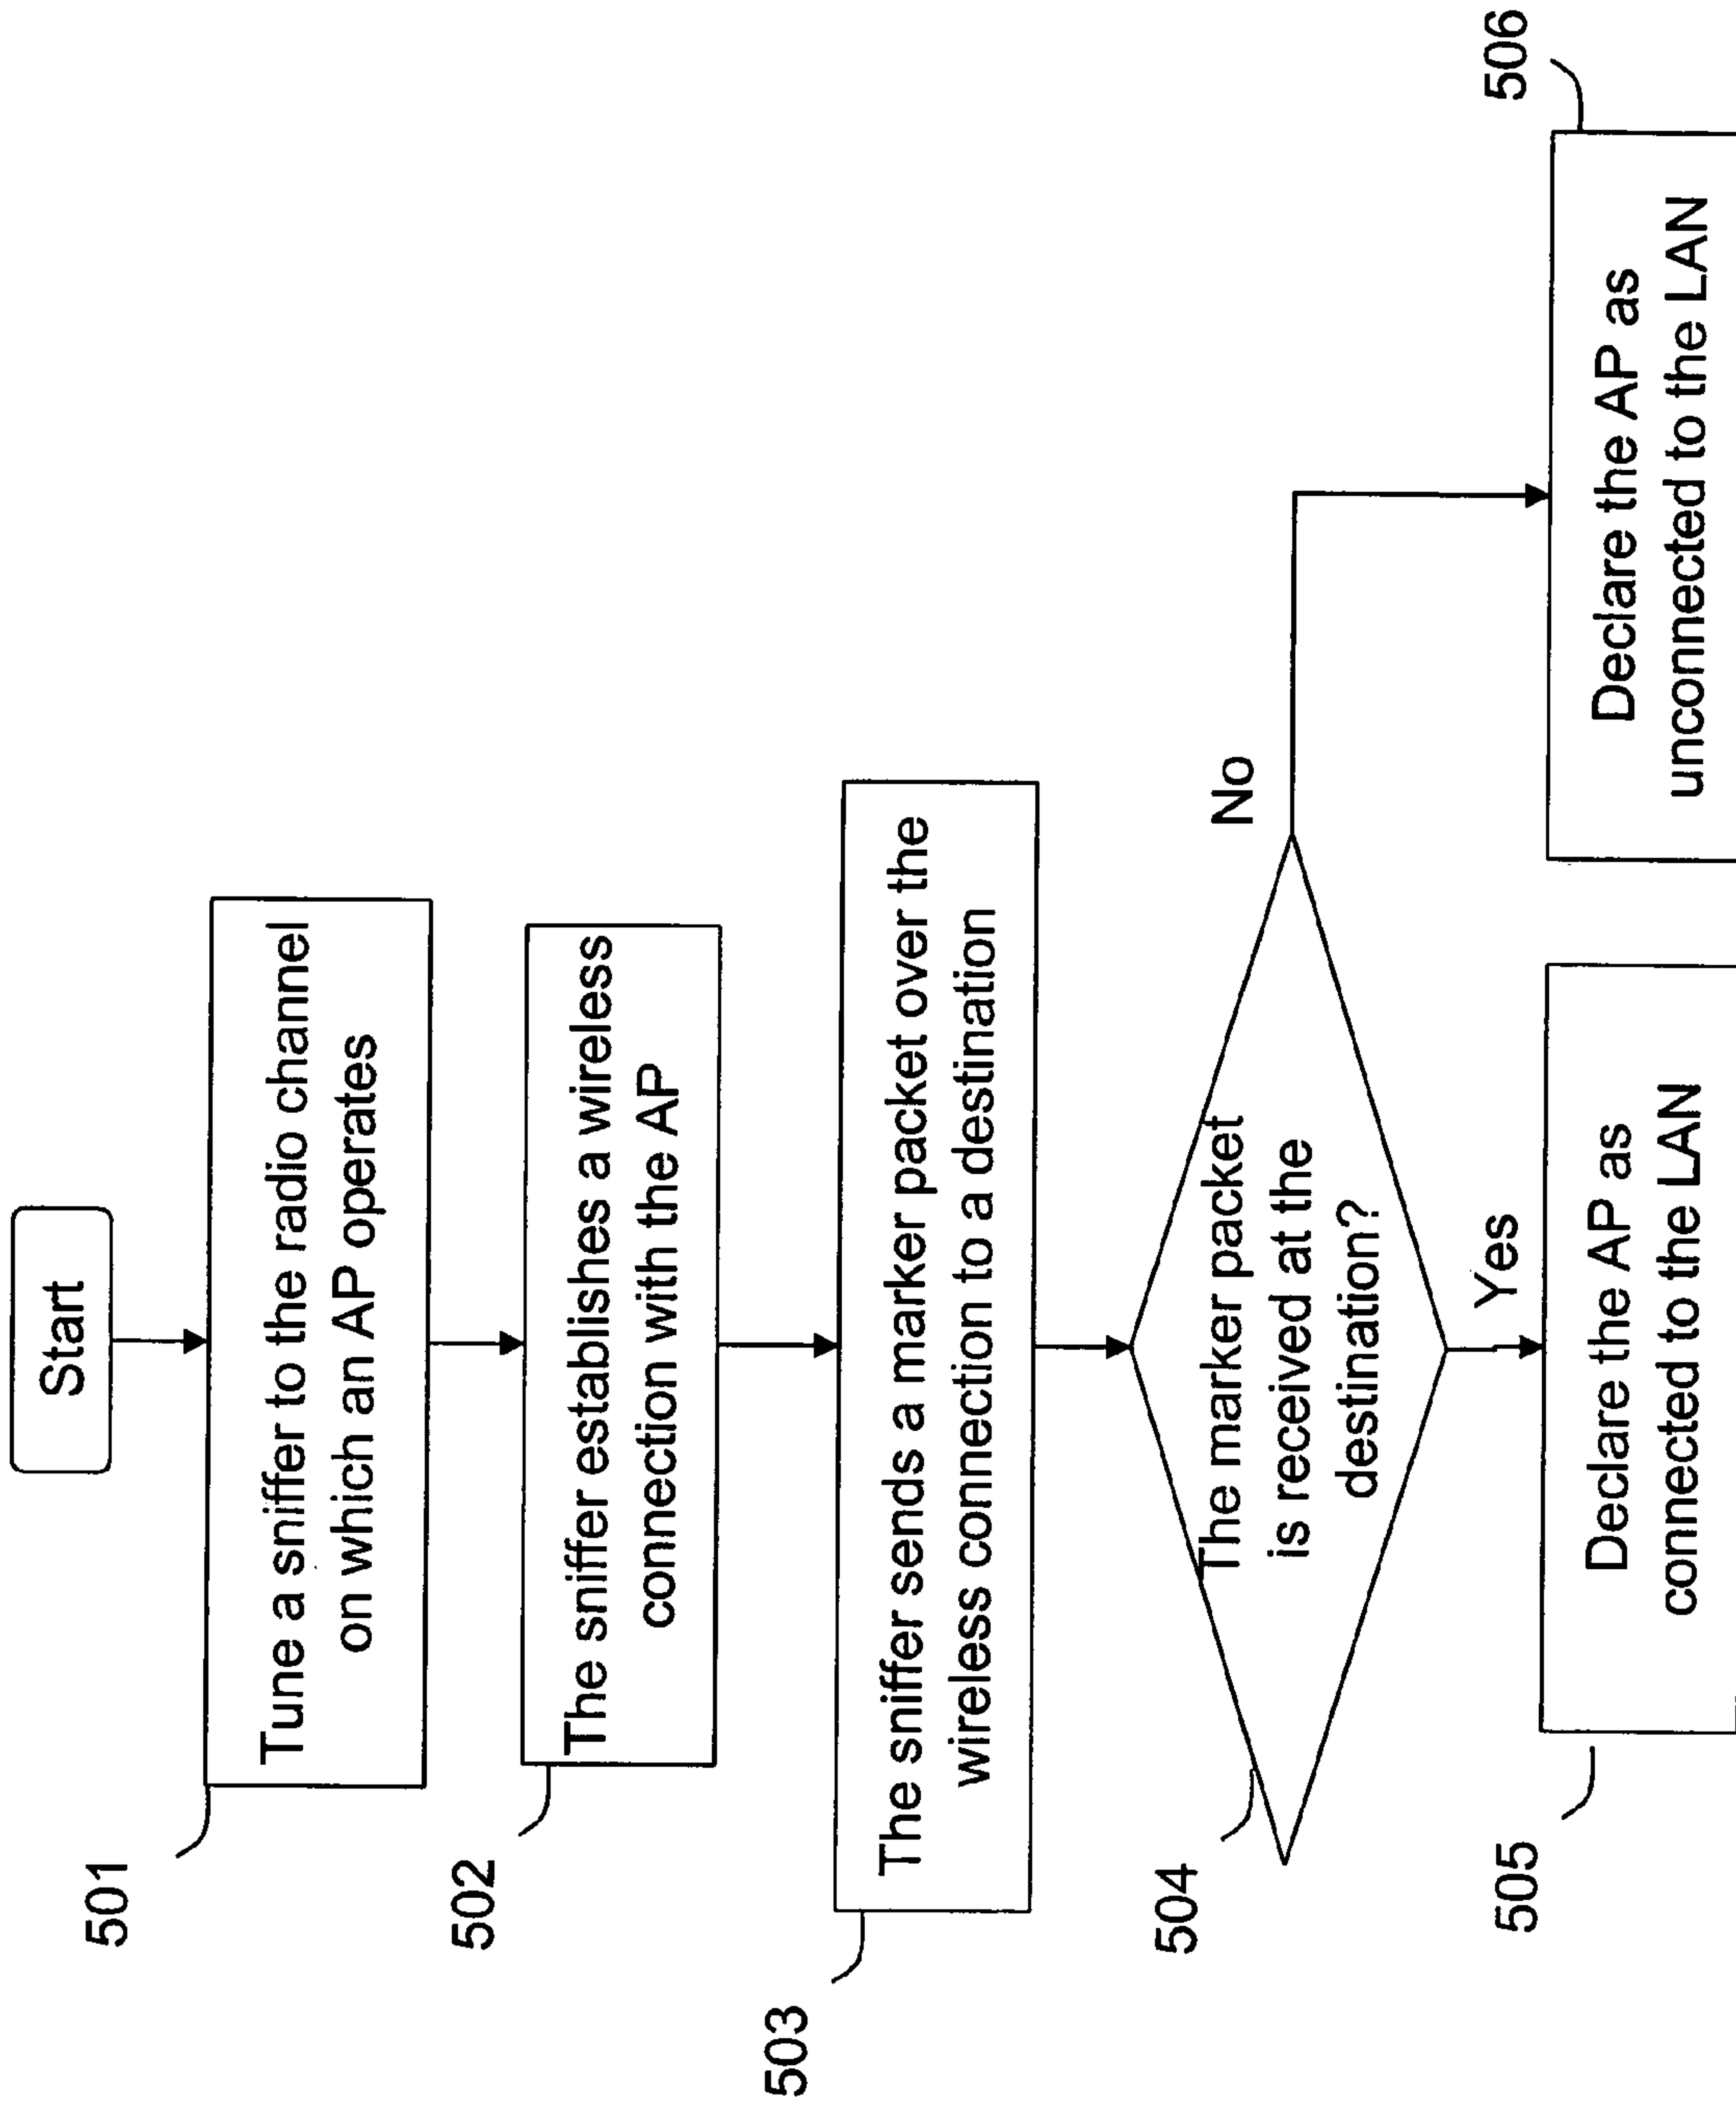 Start
501
Tune a sniffer to the radio channel
on which an AP operates
502
The sniffer establishes a wireless
connection with the AP
503
The sniffer sends a marker packet over the
wireless connection to a destination
504
The marker packet
is received at the
destination?
No
Yes
505
Declare the AP as
connected to the LAN
506
Declare the AP as
unconnected to the LAN